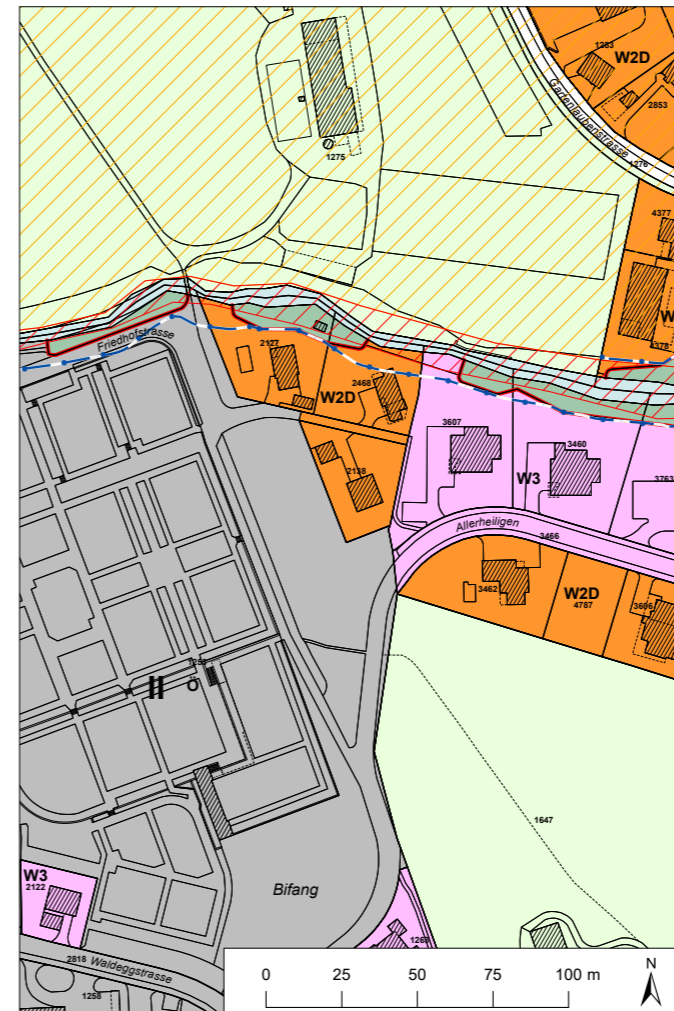 1283
W2D
2853
Gartenlaubenstrasse
1276
1275
4377
4378
Friedhofstrasse
2127
2468
W2D
2138
3607
3460
W3
3763
Allerheiligen
3466
3462
W2D
4787
3606
II Ö
1647
Bifang
W3
2122
2818 Waldeggstrasse
1258
1268
0 25 50 75 100 m
N